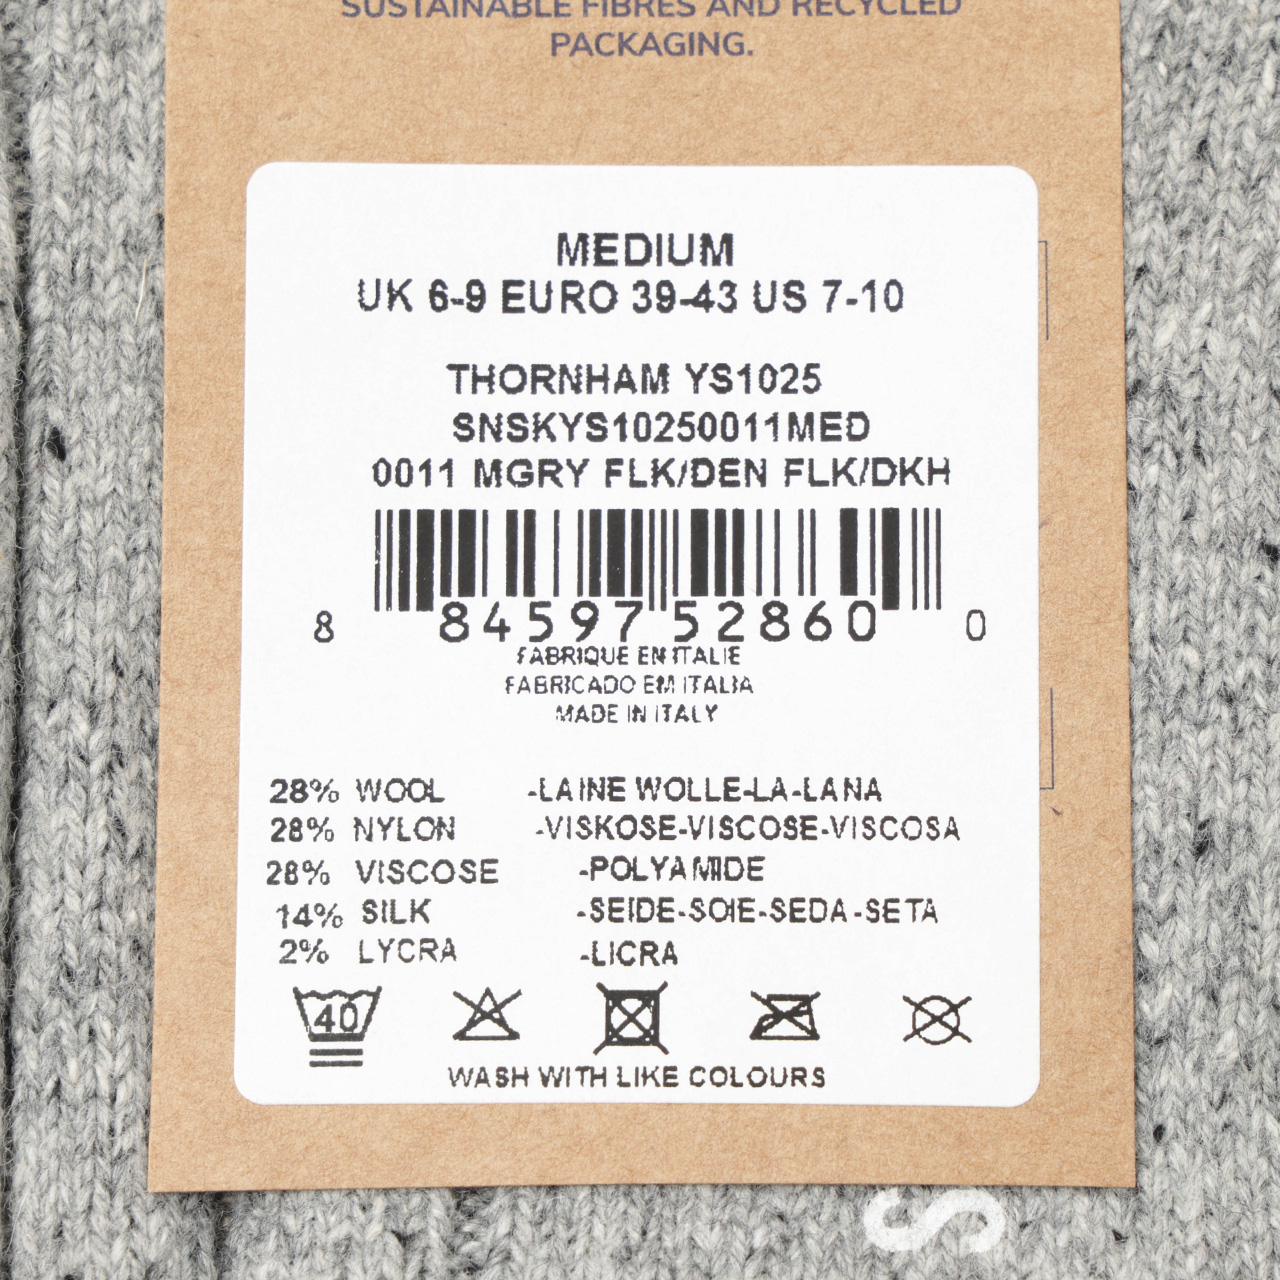 SUSTAINABLE FIBRES AND RECYCLED
PACKAGING.
MEDIUM
UK 6-9 EURO 39-43 US 7-10
THORNHAM YS1025
SNSKYS10250011MED
0011 MGRY FLK/DEN FLK/DKH
8 84597 52860 0
FABRIQUE EN ITALIE
FABRICADO EM ITALIA
MADE IN ITALY
28% WOOL -LAINE WOLLE-LA-LANA
28% NYLON -VISKOSE-VISCOSE-VISCOSA
28% VISCOSE -POLYAMIDE
14% SILK -SEIDE-SOIE-SEDA-SETA
2% LYCRA -LICRA
40
WASH WITH LIKE COLOURS
S